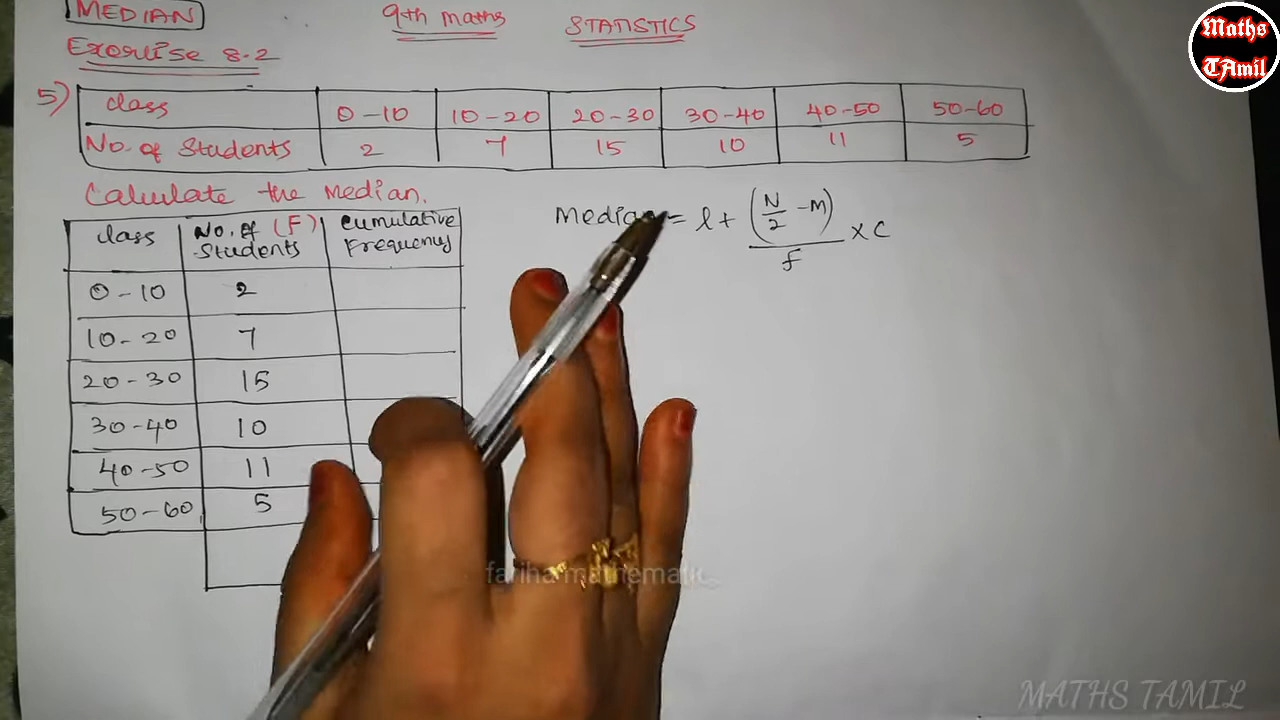 MEDIAN 9th maths STATISTICS
Maths
TAmil
Exercise 8.2
5) class 0-10 10-20 20-30 30-40 40-50 50-60
No. of Students 2 7 15 10 11 5
Calculate the Median.
class No. of (F) Students Cumulative Frequency
Median = l + (N/2 - M)/f × C
0-10 2
10-20 7
20-30 15
30-40 10
40-50 11
50-60 5
fariha mathematic
MATHS TAMIL